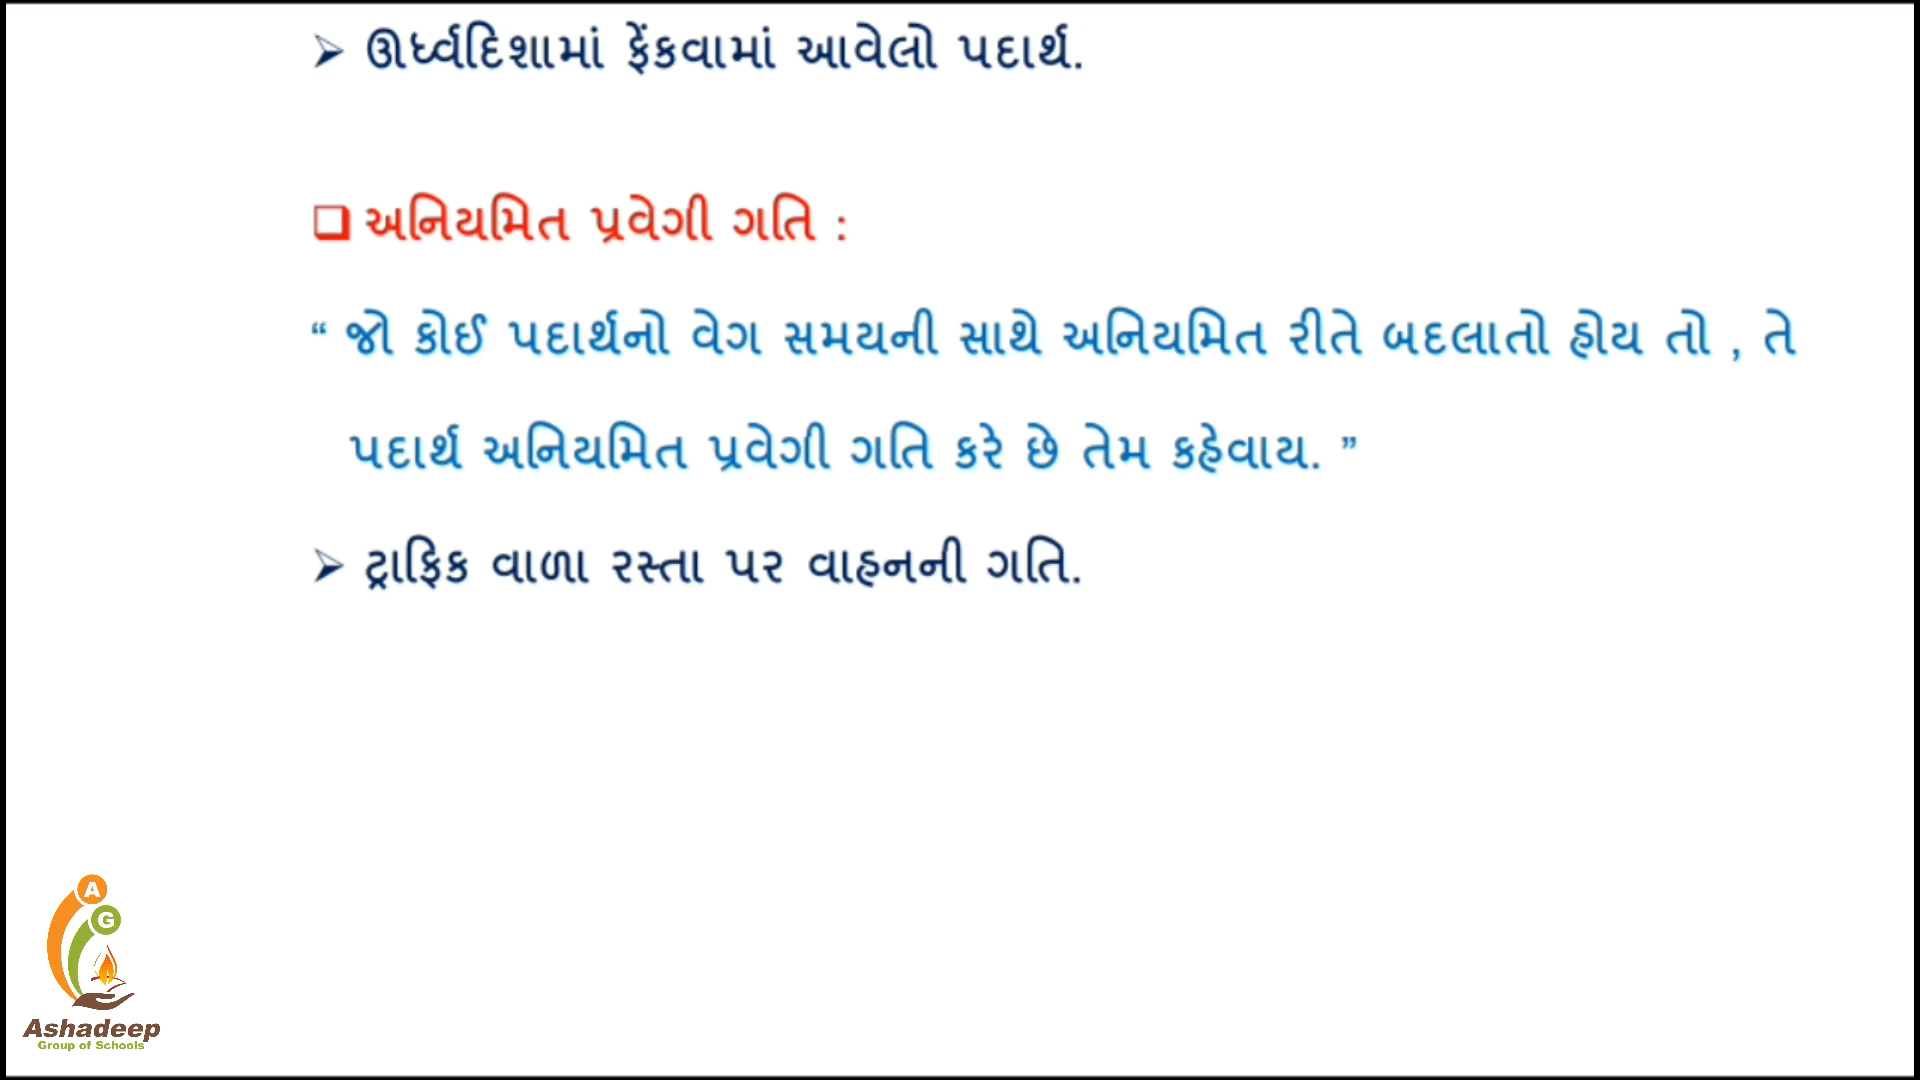 ➢ ઊર્ધ્વદિશામાં ફેંકવામાં આવેલો પદાર્થ.
❑ અનિયમિત પ્રવેગી ગતિ :
“ જો કોઈ પદાર્થનો વેગ સમયની સાથે અનિયમિત રીતે બદલાતો હોય તો , તે
પદાર્થ અનિયમિત પ્રવેગી ગતિ કરે છે તેમ કહેવાય. ”
➢ ટ્રાફિક વાળા રસ્તા પર વાહનની ગતિ.
A
G
Ashadeep
Group of Schools